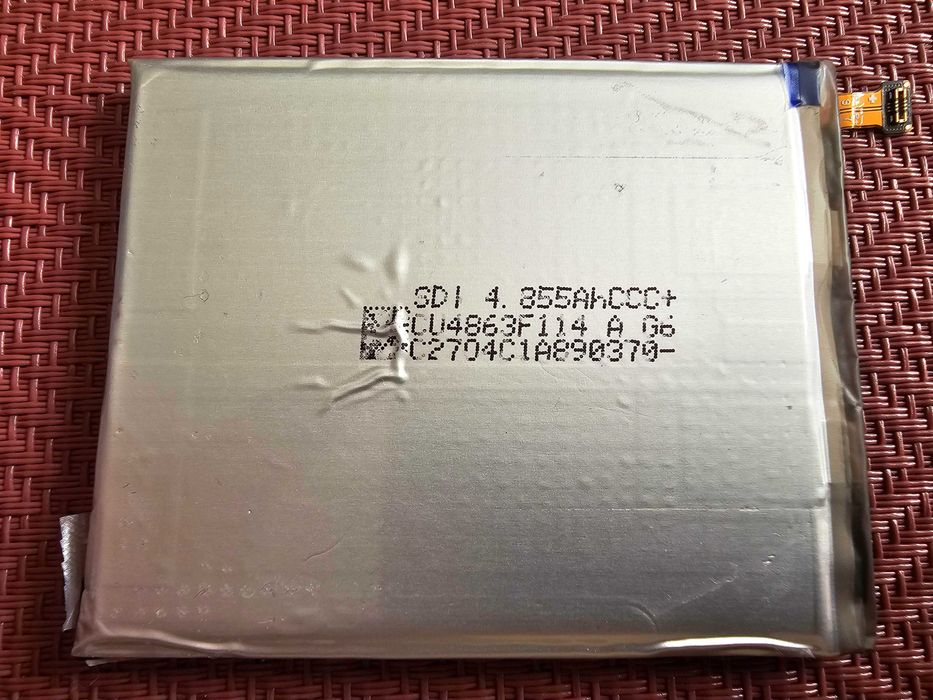 SDI 4.855AhCCC+
CU4863F114 A G6
C2704C1A890370-
+